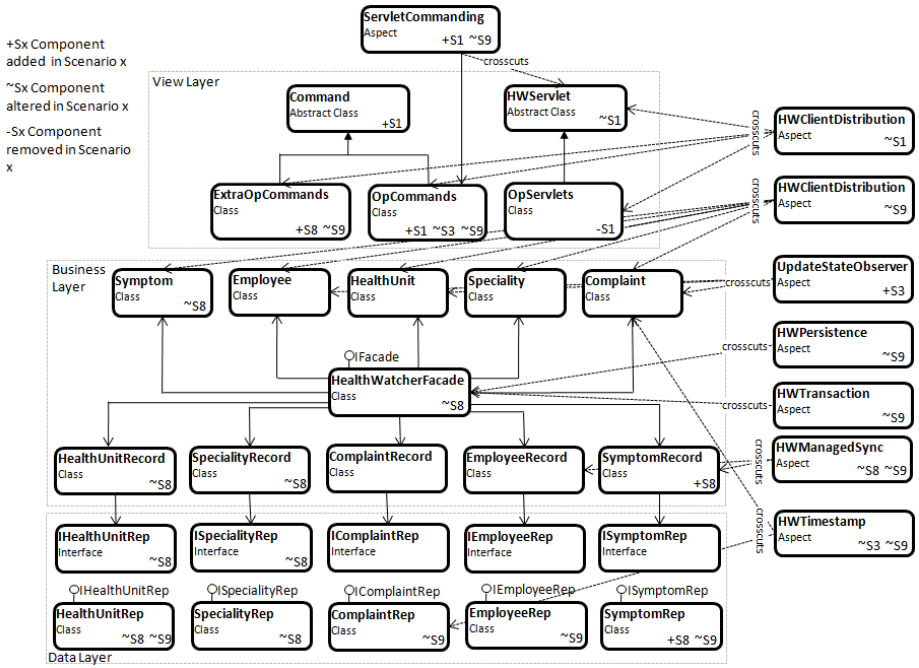 ServletCommanding
Aspect
+S1 ~S9
+Sx Component
added in Scenario x
~Sx Component
altered in Scenario x
-Sx Component
removed in Scenario
x
crosscuts
View Layer
Command
Abstract Class
+S1
HWServlet
Abstract Class
~S1
crosscuts
HWClientDistribution
Aspect
~S1
ExtraOpCommands
Class
+S8 ~S9
OpCommands
Class
+S1 ~S3 ~S9
OpServlets
Class
-S1
crosscuts
HWClientDistribution
Aspect
~S9
Business
Layer
Symptom
Class
~S8
Employee
Class
HealthUnit
Class
Speciality
Class
Complaint
Class
crosscuts
UpdateStateObserver
Aspect
+S3
IFacade
HealthWatcherFacade
Class
~S8
crosscuts
HWPersistence
Aspect
~S9
crosscuts
HWTransaction
Aspect
~S9
HealthUnitRecord
Class
~S8
SpecialityRecord
Class
~S8
ComplaintRecord
Class
EmployeeRecord
Class
SymptomRecord
Class
+S8
crosscuts
HWManagedSync
Aspect
~S8 ~S9
IHealthUnitRep
Interface
~S8
ISpecialityRep
Interface
~S8
IComplaintRep
Interface
IEmployeeRep
Interface
ISymptomRep
Interface
crosscuts
HWTimestamp
Aspect
~S3 ~S9
IHealthUnitRep
ISpecialityRep
IComplaintRep
IEmployeeRep
ISymptomRep
HealthUnitRep
Class
~S8 ~S9
SpecialityRep
Class
~S8
ComplaintRep
Class
~S9
EmployeeRep
Class
~S9
SymptomRep
Class
+S8 ~S9
Data Layer